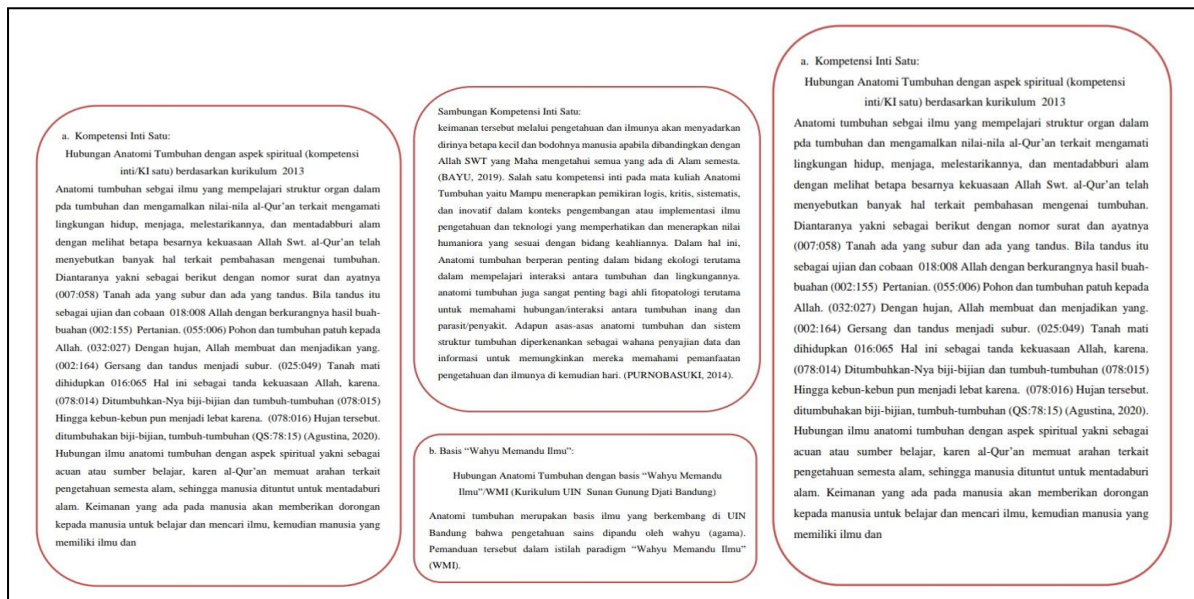 a. Kompetensi Inti Satu:
Hubungan Anatomi Tumbuhan dengan aspek spiritual (kompetensi
inti/KI satu) berdasarkan kurikulum 2013
Anatomi tumbuhan sebgai ilmu yang mempelajari struktur organ dalam
pda tumbuhan dan mengamalkan nilai-nila al-Qur’an terkait mengamati
lingkungan hidup, menjaga, melestarikannya, dan mentadabburi alam
dengan melihat betapa besarnya kekuasaan Allah Swt. al-Qur’an telah
menyebutkan banyak hal terkait pembahasan mengenai tumbuhan.
Diantaranya yakni sebagai berikut dengan nomor surat dan ayatnya
(007:058) Tanah ada yang subur dan ada yang tandus. Bila tandus itu
sebagai ujian dan cobaan 018:008 Allah dengan berkurangnya hasil buah-
buahan (002:155) Pertanian. (055:006) Pohon dan tumbuhan patuh kepada
Allah. (032:027) Dengan hujan, Allah membuat dan menjadikan yang.
(002:164) Gersang dan tandus menjadi subur. (025:049) Tanah mati
dihidupkan 016:065 Hal ini sebagai tanda kekuasaan Allah, karena.
(078:014) Ditumbuhkan-Nya biji-bijian dan tumbuh-tumbuhan (078:015)
Hingga kebun-kebun pun menjadi lebat karena. (078:016) Hujan tersebut.
ditumbuhakan biji-bijian, tumbuh-tumbuhan (QS:78:15) (Agustina, 2020).
Hubungan ilmu anatomi tumbuhan dengan aspek spiritual yakni sebagai
acuan atau sumber belajar, karen al-Qur’an memuat arahan terkait
pengetahuan semesta alam, sehingga manusia dituntut untuk mentadaburi
alam. Keimanan yang ada pada manusia akan memberikan dorongan
kepada manusia untuk belajar dan mencari ilmu, kemudian manusia yang
memiliki ilmu dan
Sambungan Kompetensi Inti Satu:
keimanan tersebut melalui pengetahuan dan ilmunya akan menyadarkan
dirinya betapa kecil dan bodohnya manusia apabila dibandingkan dengan
Allah SWT yang Maha mengetahui semua yang ada di Alam semesta.
(BAYU, 2019). Salah satu kompetensi inti pada mata kuliah Anatomi
Tumbuhan yaitu Mampu menerapkan pemikiran logis, kritis, sistematis,
dan inovatif dalam konteks pengembangan atau implementasi ilmu
pengetahuan dan teknologi yang memperhatikan dan menerapkan nilai
humaniora yang sesuai dengan bidang keahliannya. Dalam hal ini,
Anatomi tumbuhan berperan penting dalam bidang ekologi terutama
dalam mempelajari interaksi antara tumbuhan dan lingkungannya.
anatomi tumbuhan juga sangat penting bagi ahli fitopatologi terutama
untuk memahami hubungan/interaksi antara tumbuhan inang dan
parasit/penyakit. Adapun asas-asas anatomi tumbuhan dan sistem
struktur tumbuhan diperkenankan sebagai wahana penyajian data dan
informasi untuk memungkinkan mereka memahami pemanfaatan
pengetahuan dan ilmunya di kemudian hari. (PURNOBASUKI, 2014).
b. Basis “Wahyu Memandu Ilmu”:
Hubungan Anatomi Tumbuhan dengan basis “Wahyu Memandu
Ilmu”/WMI (Kurikulum UIN Sunan Gunung Djati Bandung)
Anatomi tumbuhan merupakan basis ilmu yang berkembang di UIN
Bandung bahwa pengetahuan sains dipandu oleh wahyu (agama).
Pemanduan tersebut dalam istilah paradigm “Wahyu Memandu Ilmu”
(WMI).
a. Kompetensi Inti Satu:
Hubungan Anatomi Tumbuhan dengan aspek spiritual (kompetensi
inti/KI satu) berdasarkan kurikulum 2013
Anatomi tumbuhan sebgai ilmu yang mempelajari struktur organ dalam
pda tumbuhan dan mengamalkan nilai-nila al-Qur’an terkait mengamati
lingkungan hidup, menjaga, melestarikannya, dan mentadabburi alam
dengan melihat betapa besarnya kekuasaan Allah Swt. al-Qur’an telah
menyebutkan banyak hal terkait pembahasan mengenai tumbuhan.
Diantaranya yakni sebagai berikut dengan nomor surat dan ayatnya
(007:058) Tanah ada yang subur dan ada yang tandus. Bila tandus itu
sebagai ujian dan cobaan 018:008 Allah dengan berkurangnya hasil buah-
buahan (002:155) Pertanian. (055:006) Pohon dan tumbuhan patuh kepada
Allah. (032:027) Dengan hujan, Allah membuat dan menjadikan yang.
(002:164) Gersang dan tandus menjadi subur. (025:049) Tanah mati
dihidupkan 016:065 Hal ini sebagai tanda kekuasaan Allah, karena.
(078:014) Ditumbuhkan-Nya biji-bijian dan tumbuh-tumbuhan (078:015)
Hingga kebun-kebun pun menjadi lebat karena. (078:016) Hujan tersebut.
ditumbuhakan biji-bijian, tumbuh-tumbuhan (QS:78:15) (Agustina, 2020).
Hubungan ilmu anatomi tumbuhan dengan aspek spiritual yakni sebagai
acuan atau sumber belajar, karen al-Qur’an memuat arahan terkait
pengetahuan semesta alam, sehingga manusia dituntut untuk mentadaburi
alam. Keimanan yang ada pada manusia akan memberikan dorongan
kepada manusia untuk belajar dan mencari ilmu, kemudian manusia yang
memiliki ilmu dan